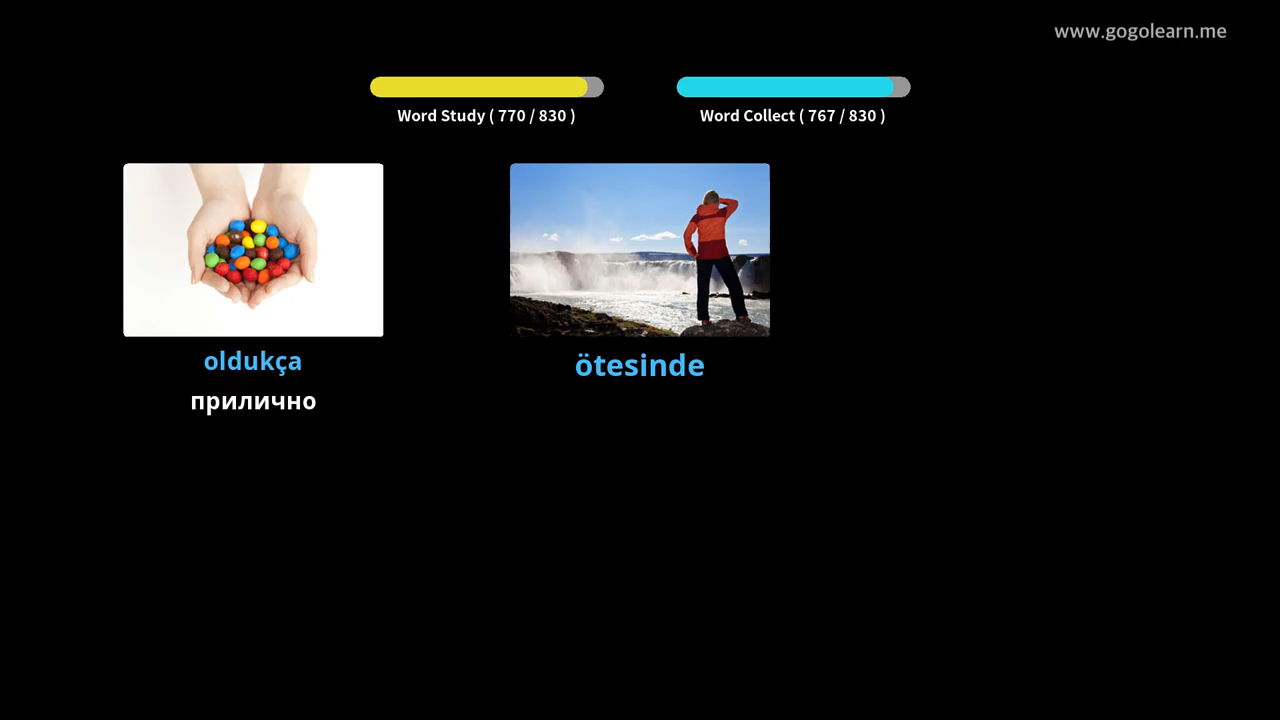 www.gogolearn.me
Word Study ( 770 / 830 )
Word Collect ( 767 / 830 )
oldukça
прилично
ötesinde